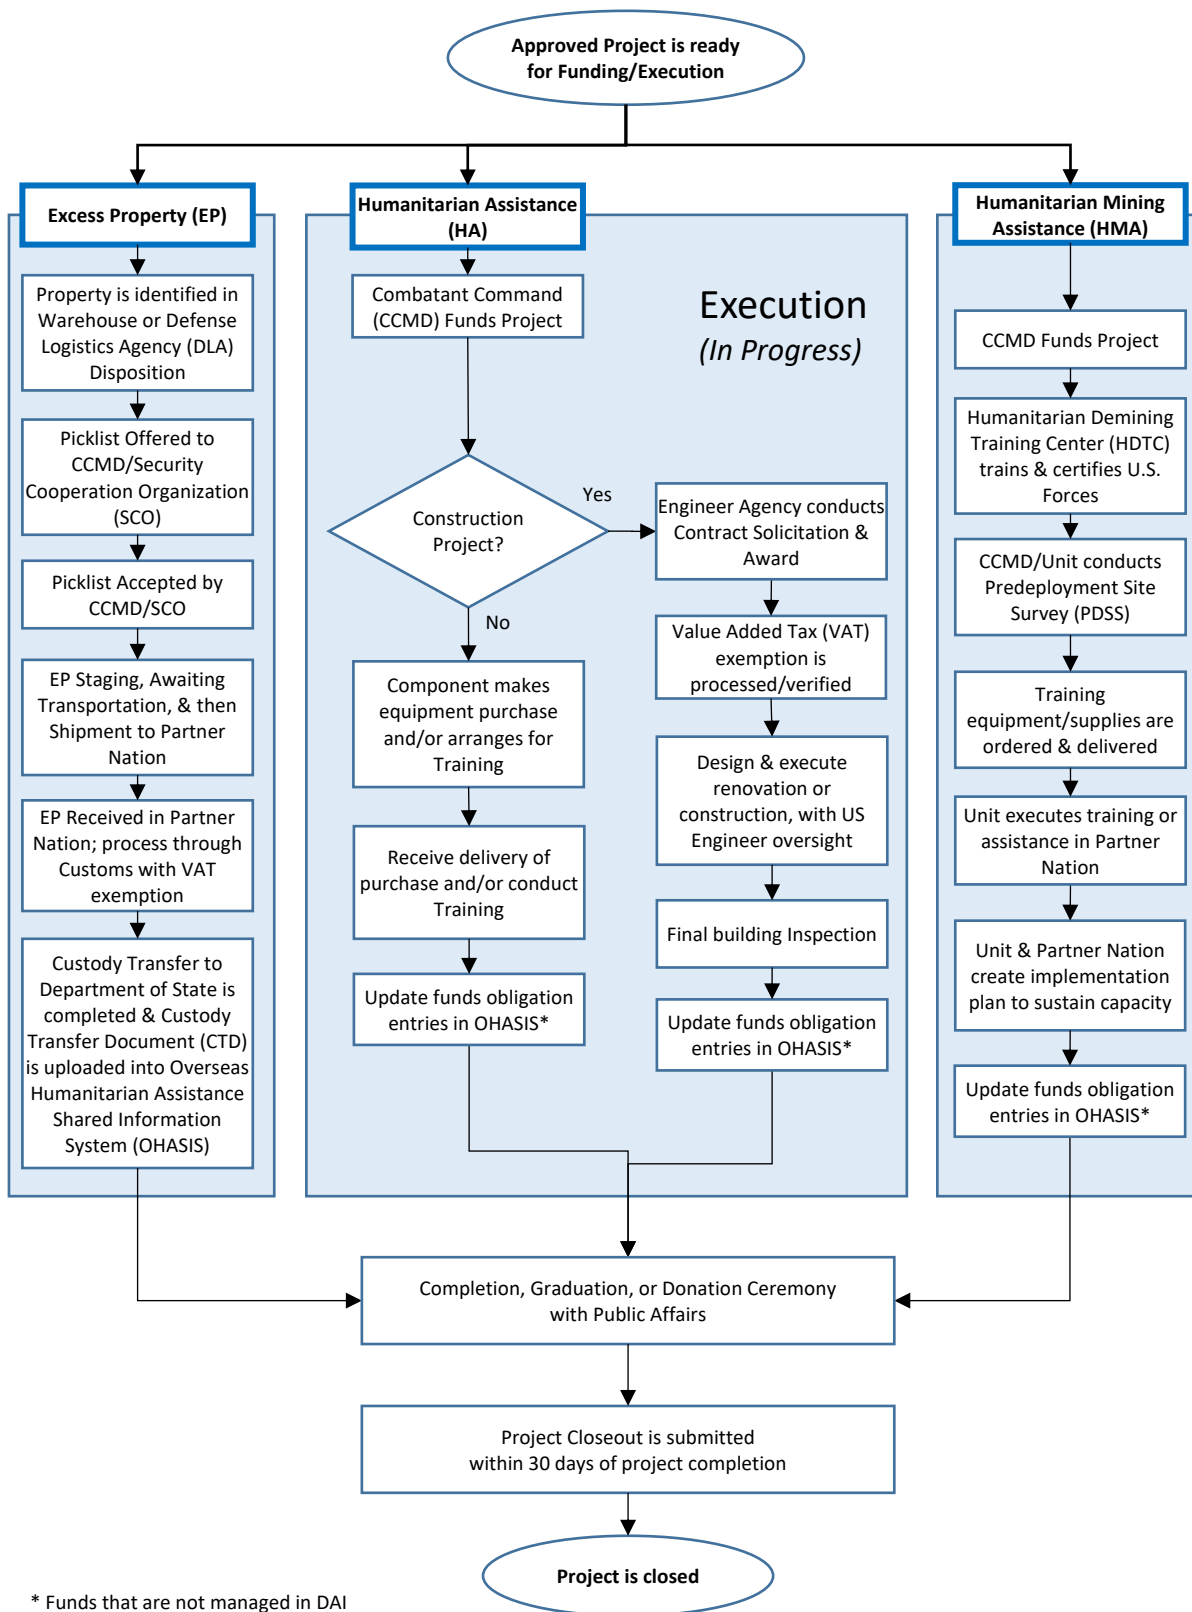 Approved Project is ready
for Funding/Execution
Excess Property (EP)
Property is identified in
Warehouse or Defense
Logistics Agency (DLA)
Disposition
Picklist Offered to
CCMD/Security
Cooperation Organization
(SCO)
Picklist Accepted by
CCMD/SCO
EP Staging, Awaiting
Transportation, & then
Shipment to Partner
Nation
EP Received in Partner
Nation; process through
Customs with VAT
exemption
Custody Transfer to
Department of State is
completed & Custody
Transfer Document (CTD)
is uploaded into Overseas
Humanitarian Assistance
Shared Information
System (OHASIS)
Humanitarian Assistance
(HA)
Combatant Command
(CCMD) Funds Project
Execution
(In Progress)
Construction
Project?
Yes
No
Component makes
equipment purchase
and/or arranges for
Training
Receive delivery of
purchase and/or conduct
Training
Update funds obligation
entries in OHASIS*
Engineer Agency conducts
Contract Solicitation &
Award
Value Added Tax (VAT)
exemption is
processed/verified
Design & execute
renovation or
construction, with US
Engineer oversight
Final building Inspection
Update funds obligation
entries in OHASIS*
Humanitarian Mining
Assistance (HMA)
CCMD Funds Project
Humanitarian Demining
Training Center (HDTC)
trains & certifies U.S.
Forces
CCMD/Unit conducts
Predeployment Site
Survey (PDSS)
Training
equipment/supplies are
ordered & delivered
Unit executes training or
assistance in Partner
Nation
Unit & Partner Nation
create implementation
plan to sustain capacity
Update funds obligation
entries in OHASIS*
Completion, Graduation, or Donation Ceremony
with Public Affairs
Project Closeout is submitted
within 30 days of project completion
Project is closed
* Funds that are not managed in DAI